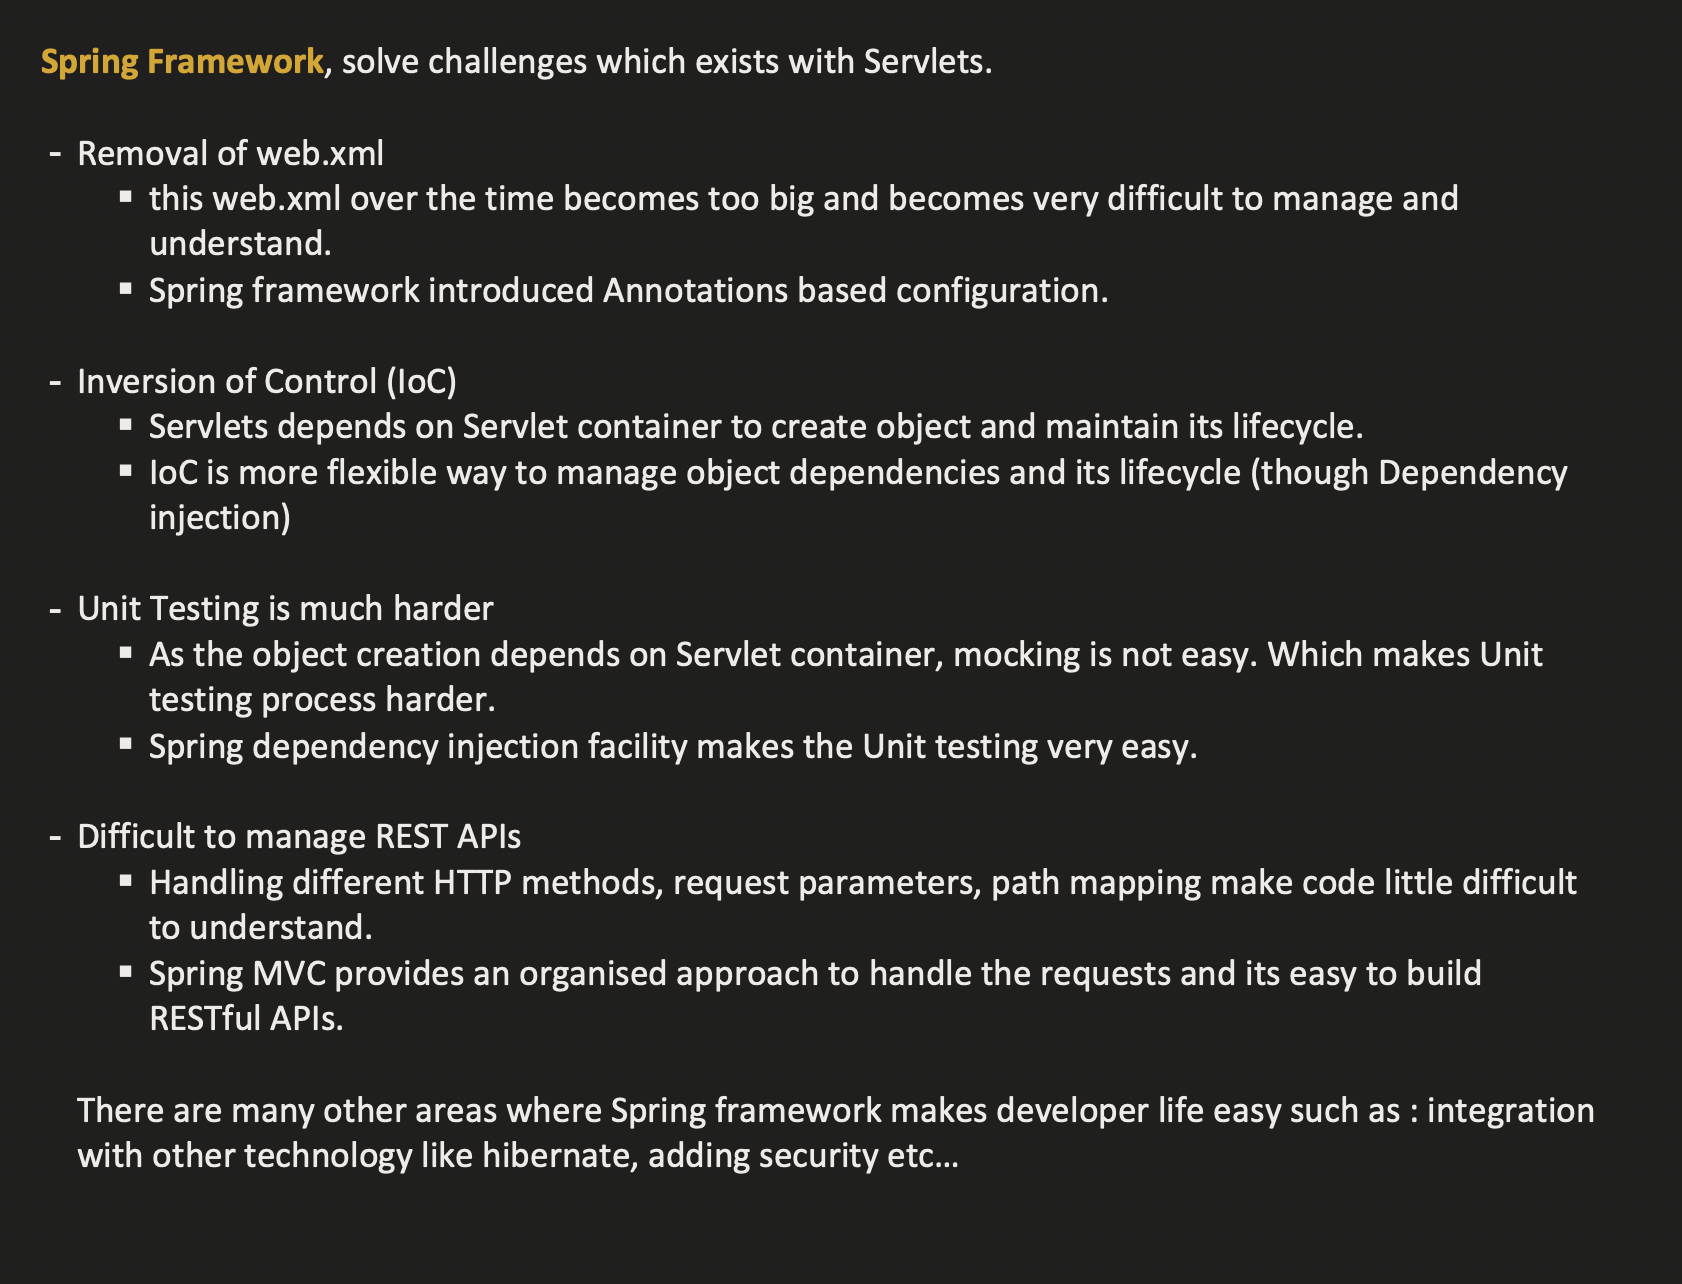 Spring Framework, solve challenges which exists with Servlets.
- Removal of web.xml
▪ this web.xml over the time becomes too big and becomes very difficult to manage and
understand.
▪ Spring framework introduced Annotations based configuration.
- Inversion of Control (IoC)
▪ Servlets depends on Servlet container to create object and maintain its lifecycle.
▪ IoC is more flexible way to manage object dependencies and its lifecycle (though Dependency
injection)
- Unit Testing is much harder
▪ As the object creation depends on Servlet container, mocking is not easy. Which makes Unit
testing process harder.
▪ Spring dependency injection facility makes the Unit testing very easy.
- Difficult to manage REST APIs
▪ Handling different HTTP methods, request parameters, path mapping make code little difficult
to understand.
▪ Spring MVC provides an organised approach to handle the requests and its easy to build
RESTful APIs.
There are many other areas where Spring framework makes developer life easy such as : integration
with other technology like hibernate, adding security etc...